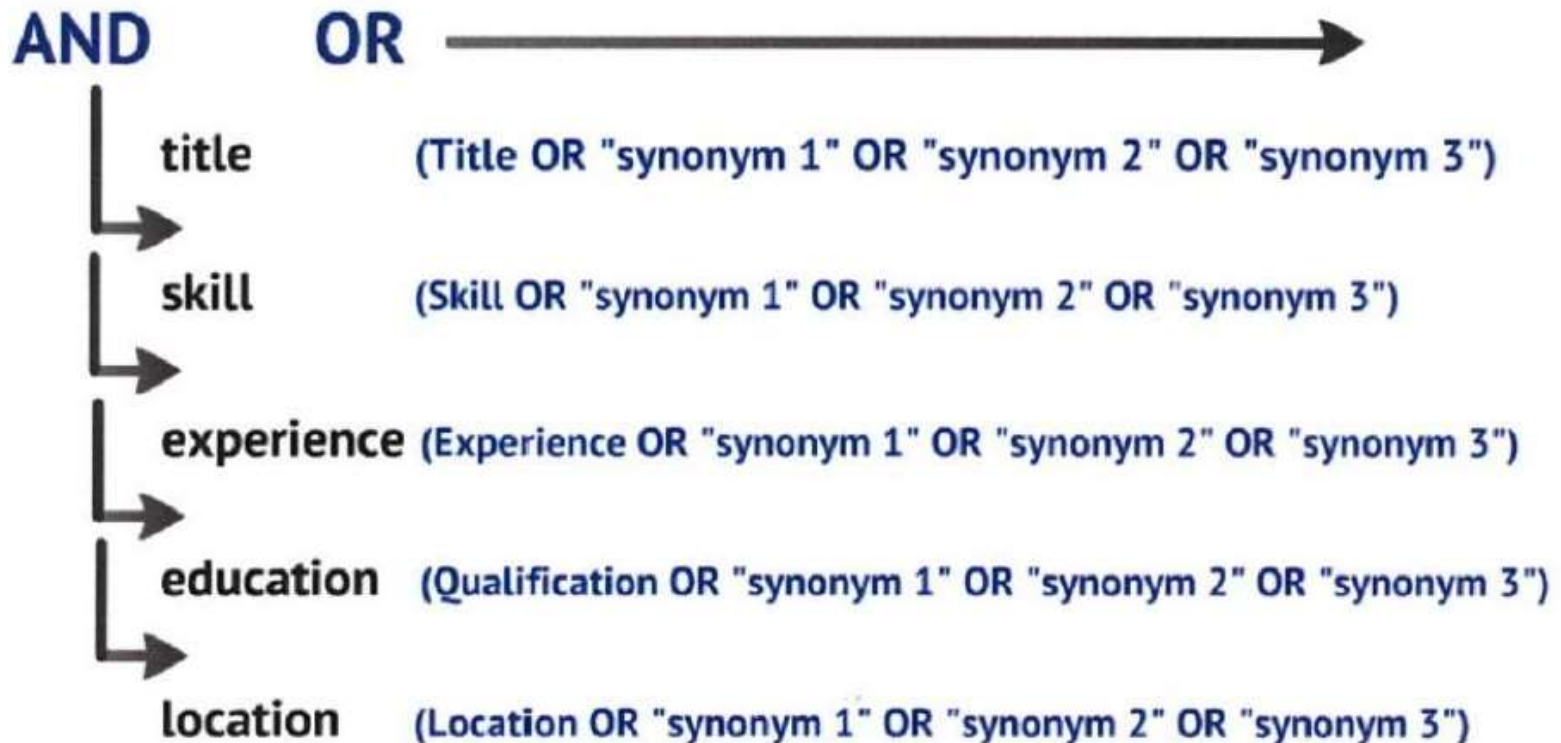 AND OR
title (Title OR "synonym 1" OR "synonym 2" OR "synonym 3")
skill (Skill OR "synonym 1" OR "synonym 2" OR "synonym 3")
experience (Experience OR "synonym 1" OR "synonym 2" OR "synonym 3")
education (Qualification OR "synonym 1" OR "synonym 2" OR "synonym 3")
location (Location OR "synonym 1" OR "synonym 2" OR "synonym 3")